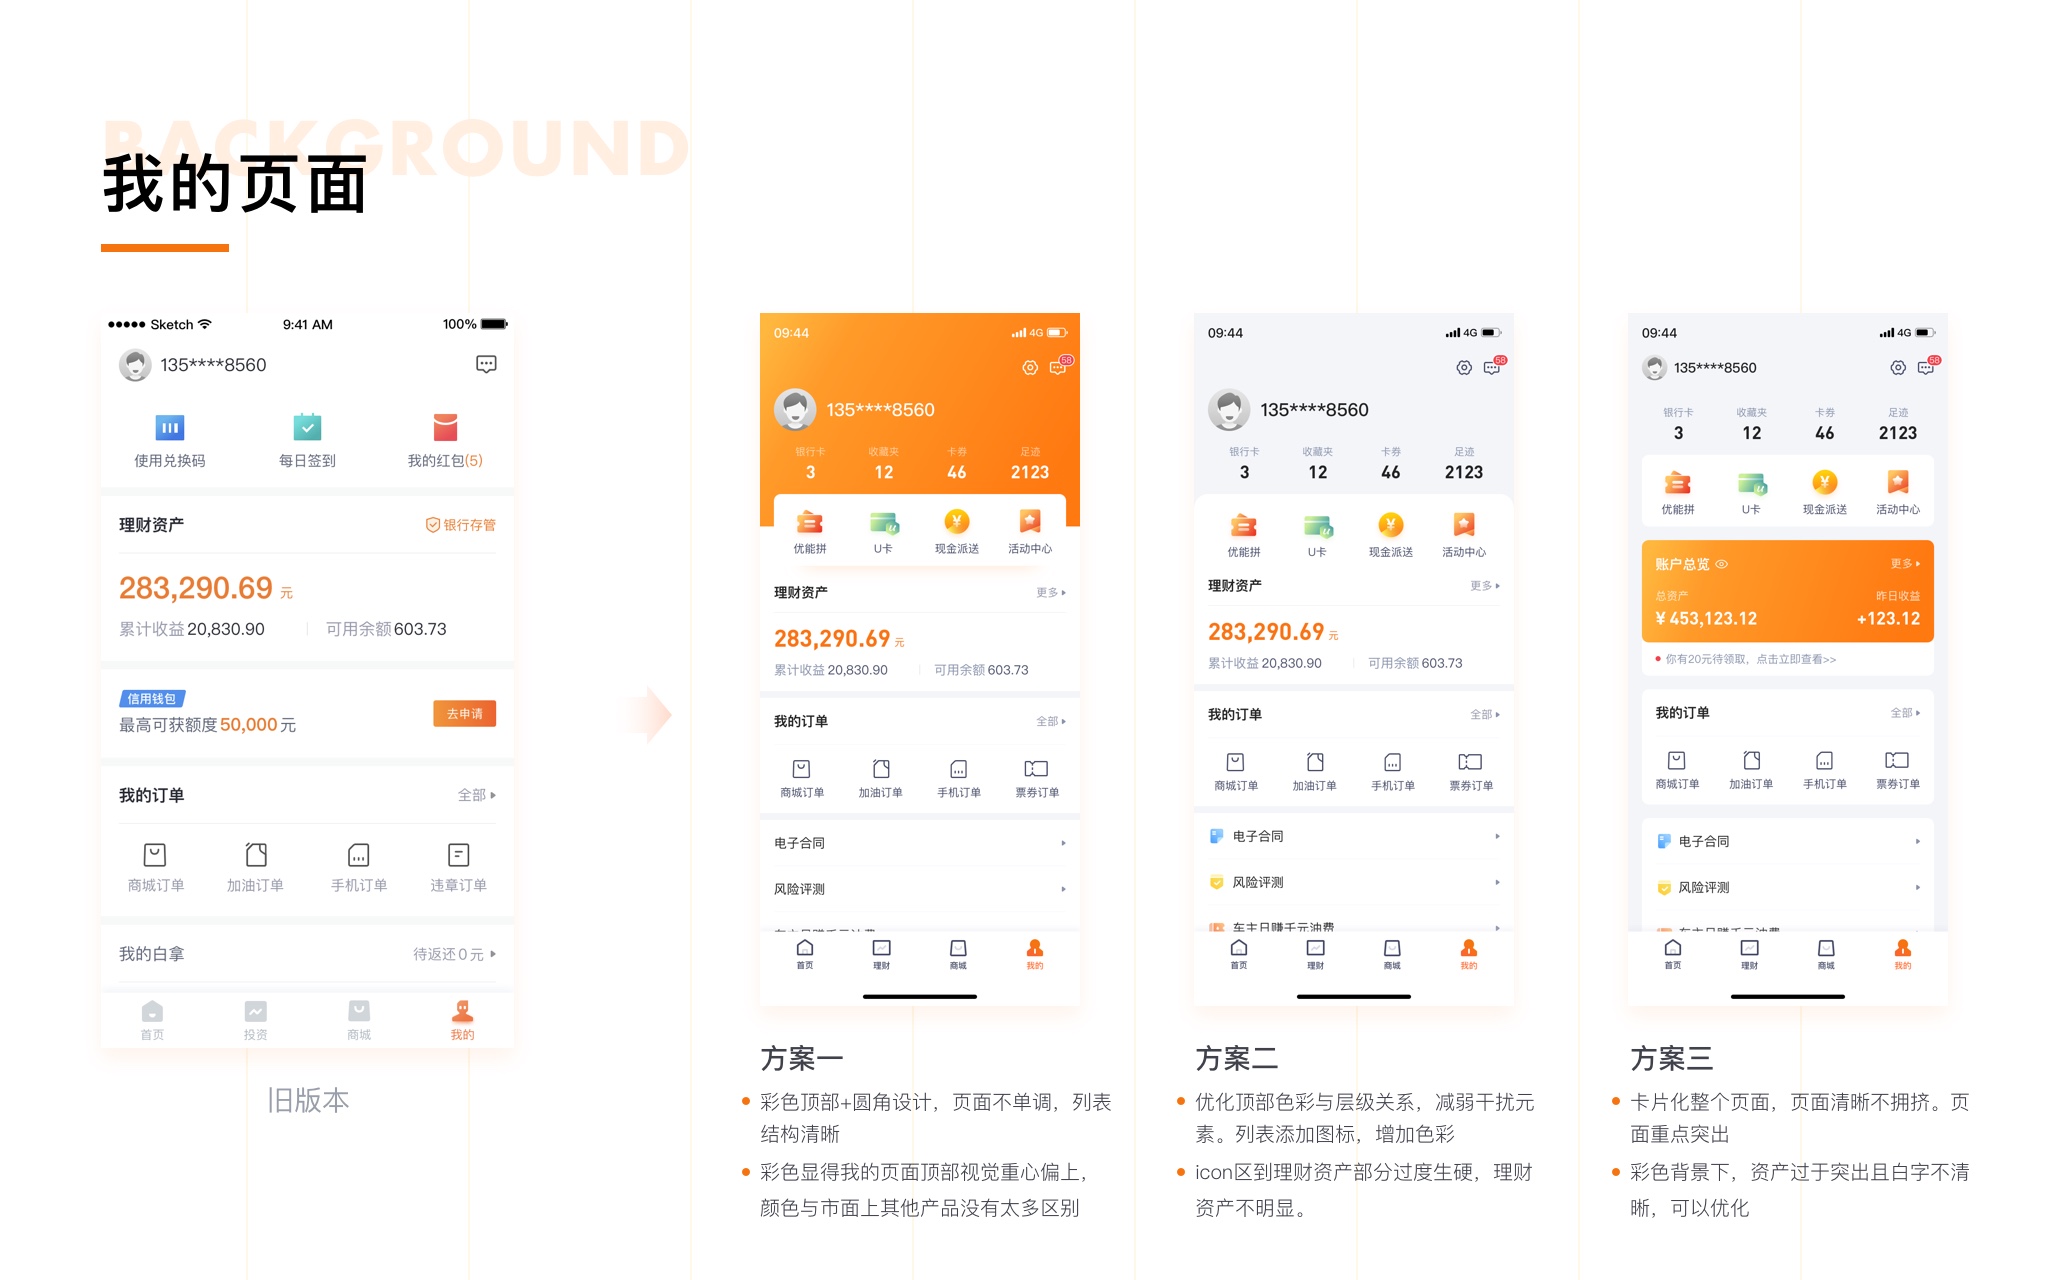 BACKGROUND
我的页面
Sketch
9:41 AM
100%
135****8560
使用兑换码
每日签到
我的红包(5)
理财资产
银行存管
283,290.69 元
累计收益 20,830.90
可用余额 603.73
信用钱包
最高可获额度 50,000 元
去申请
我的订单
全部
商城订单
加油订单
手机订单
违章订单
我的白拿
待返还0元
首页
投资
商城
我的
旧版本
09:44
4G
58
135****8560
银行卡
收藏夹
卡券
足迹
3
12
46
2123
优能拼
U卡
现金派送
活动中心
理财资产
更多
283,290.69 元
累计收益 20,830.90
可用余额 603.73
我的订单
全部
商城订单
加油订单
手机订单
票券订单
电子合同
风险评测
首页
理财
商城
我的
方案一
彩色顶部+圆角设计，页面不单调，列表
结构清晰
彩色显得我的页面顶部视觉重心偏上，
颜色与市面上其他产品没有太多区别
09:44
4G
58
135****8560
银行卡
收藏夹
卡券
足迹
3
12
46
2123
优能拼
U卡
现金派送
活动中心
理财资产
更多
283,290.69 元
累计收益 20,830.90
可用余额 603.73
我的订单
全部
商城订单
加油订单
手机订单
票券订单
电子合同
风险评测
车主日赚千元油费
首页
理财
商城
我的
方案二
优化顶部色彩与层级关系，减弱干扰元
素。列表添加图标，增加色彩
icon区到理财资产部分过度生硬，理财
资产不明显。
09:44
4G
58
135****8560
银行卡
收藏夹
卡券
足迹
3
12
46
2123
优能拼
U卡
现金派送
活动中心
账户总览
更多
总资产
昨日收益
¥ 453,123.12
+123.12
你有20元待领取，点击立即查看>>
我的订单
全部
商城订单
加油订单
手机订单
票券订单
电子合同
风险评测
首页
理财
商城
我的
方案三
卡片化整个页面，页面清晰不拥挤。页
面重点突出
彩色背景下，资产过于突出且白字不清
晰，可以优化